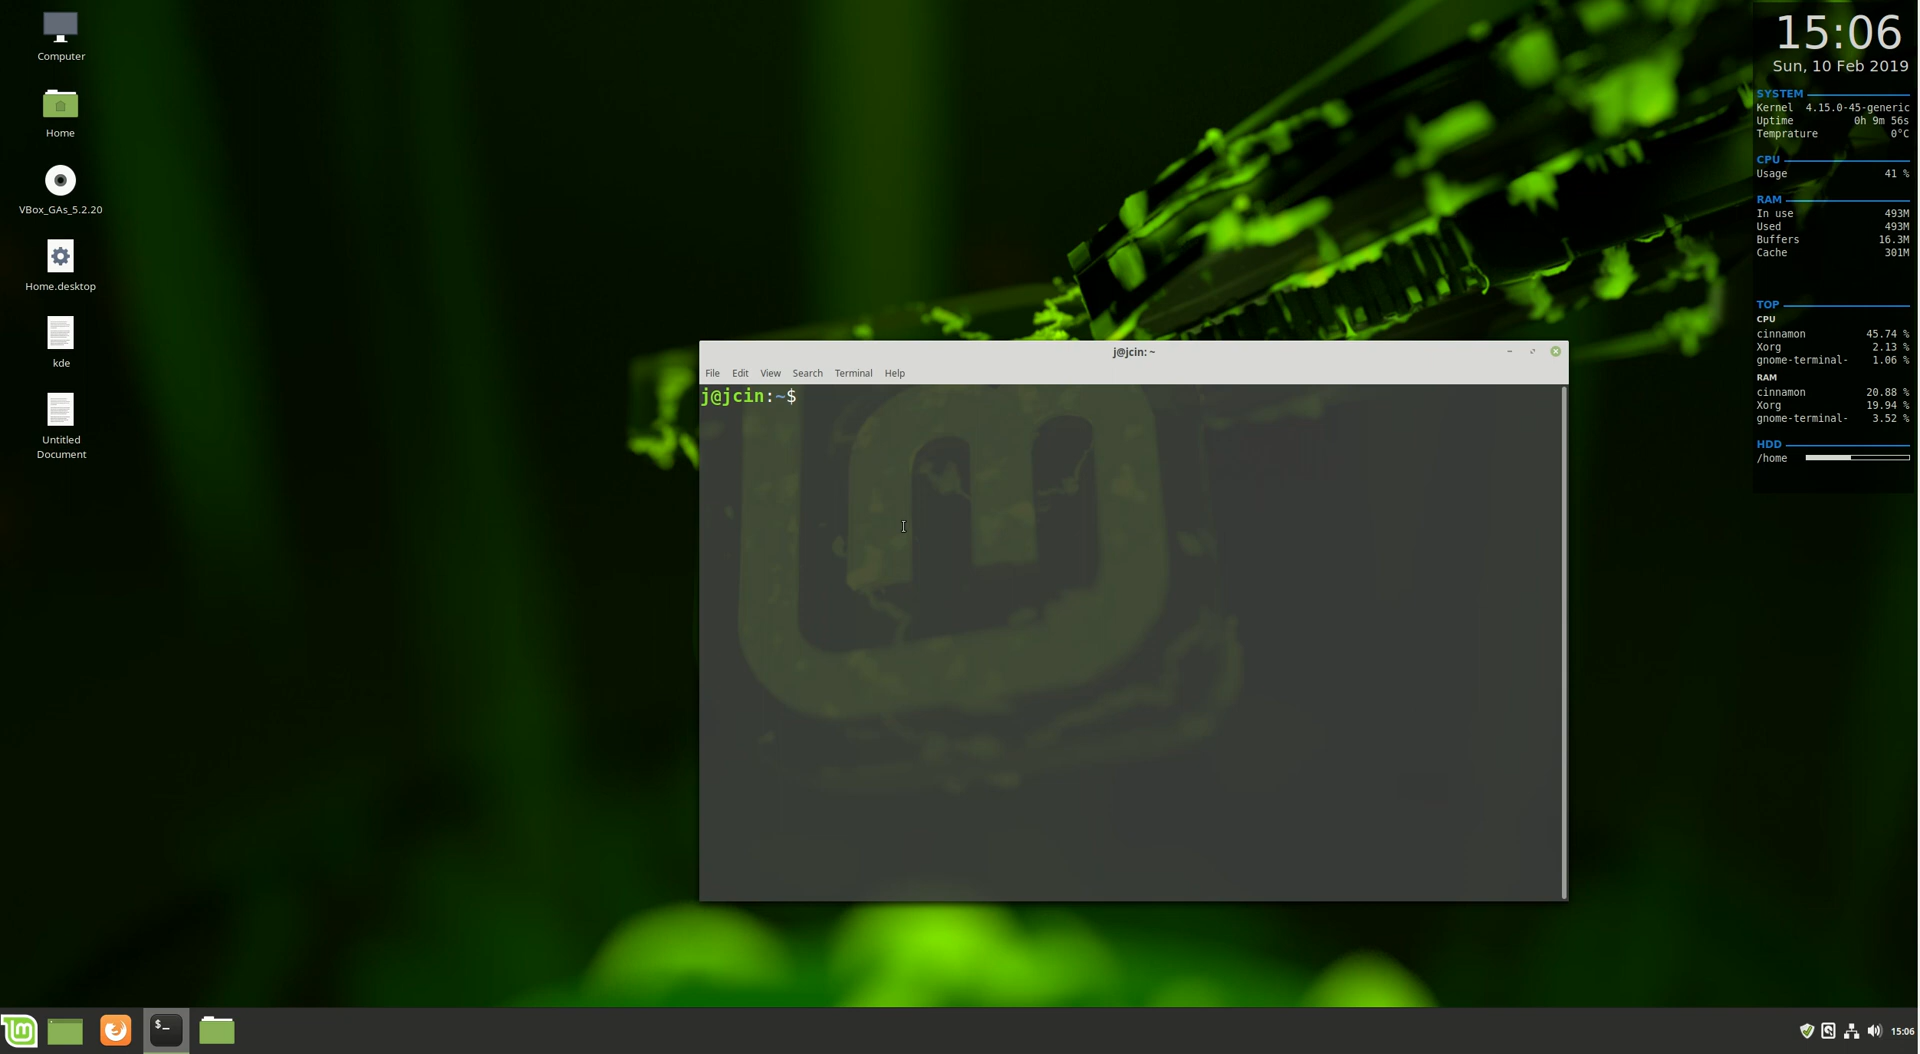 Computer
Home
VBox_GAs_5.2.20
Home.desktop
kde
Untitled
Document
j@jcin: ~
File Edit View Search Terminal Help
j@jcin:~$
15:06
Sun, 10 Feb 2019
SYSTEM
Kernel 4.15.0-45-generic
Uptime 0h 9m 56s
Temprature 0°C
CPU
Usage 41 %
RAM
In use 493M
Used 493M
Buffers 16.3M
Cache 301M
TOP
CPU
cinnamon 45.74 %
Xorg 2.13 %
gnome-terminal- 1.06 %
RAM
cinnamon 20.88 %
Xorg 19.94 %
gnome-terminal- 3.52 %
HDD
/home
$_
15:06